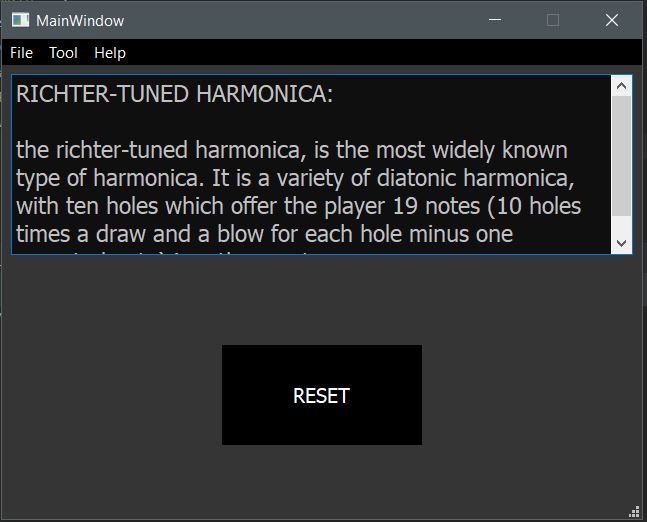 MainWindow
File Tool Help
RICHTER-TUNED HARMONICA:
the richter-tuned harmonica, is the most widely known
type of harmonica. It is a variety of diatonic harmonica,
with ten holes which offer the player 19 notes (10 holes
times a draw and a blow for each hole minus one
RESET